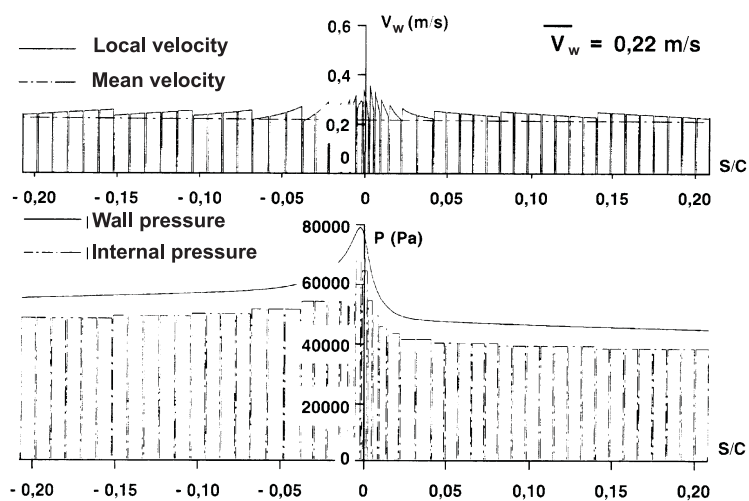 V_w (m/s)
0,6
Local velocity
V̅_w = 0,22 m/s
Mean velocity
0,4
0,2
0
S/C
- 0,20 - 0,15 - 0,10 - 0,05 0 0,05 0,10 0,15 0,20
Wall pressure
80000
P (Pa)
Internal pressure
60000
40000
20000
0
S/C
- 0,20 - 0,15 - 0,10 - 0,05 0 0,05 0,10 0,15 0,20